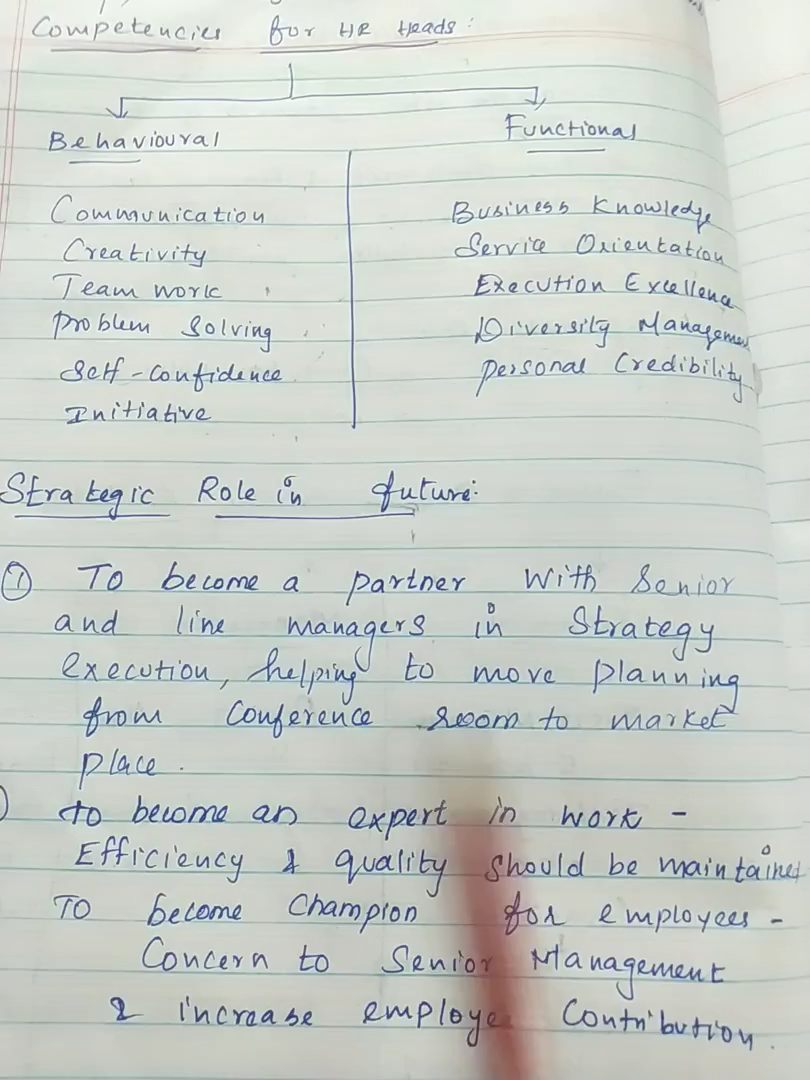 Competencies for HR Heads:
Behavioural
Functional
Communication
Creativity
Team work
Problem Solving
Self-Confidence
Initiative
Business Knowledge
Service Orientation
Execution Excellence
Diversity Managemen
Personal Credibility
Strategic Role in future:
① To become a partner with Senior
and line managers in Strategy
execution, helping to move planning
from Conference room to market
place.
to become an expert in work -
Efficiency & quality should be maintained
To become Champion for employees -
Concern to Senior Management
& increase employe Contribution.